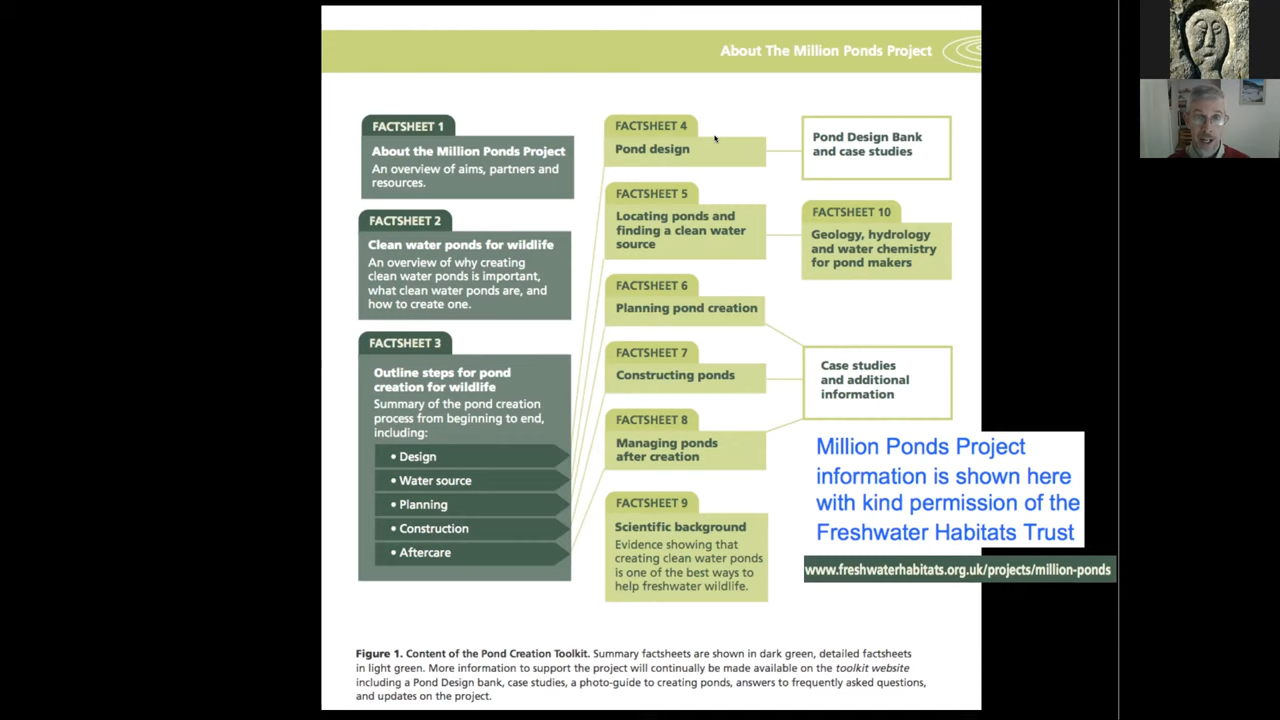 About The Million Ponds Project
FACTSHEET 1
About the Million Ponds Project
An overview of aims, partners and
resources.
FACTSHEET 2
Clean water ponds for wildlife
An overview of why creating
clean water ponds is important,
what clean water ponds are, and
how to create one.
FACTSHEET 3
Outline steps for pond
creation for wildlife
Summary of the pond creation
process from beginning to end,
including:
• Design
• Water source
• Planning
• Construction
• Aftercare
FACTSHEET 4
Pond design
FACTSHEET 5
Locating ponds and
finding a clean water
source
FACTSHEET 6
Planning pond creation
FACTSHEET 7
Constructing ponds
FACTSHEET 8
Managing ponds
after creation
FACTSHEET 9
Scientific background
Evidence showing that
creating clean water ponds
is one of the best ways to
help freshwater wildlife.
Pond Design Bank
and case studies
FACTSHEET 10
Geology, hydrology
and water chemistry
for pond makers
Case studies
and additional
information
Million Ponds Project
information is shown here
with kind permission of the
Freshwater Habitats Trust
www.freshwaterhabitats.org.uk/projects/million-ponds
Figure 1. Content of the Pond Creation Toolkit. Summary factsheets are shown in dark green, detailed factsheets
in light green. More information to support the project will continually be made available on the toolkit website
including a Pond Design bank, case studies, a photo-guide to creating ponds, answers to frequently asked questions,
and updates on the project.